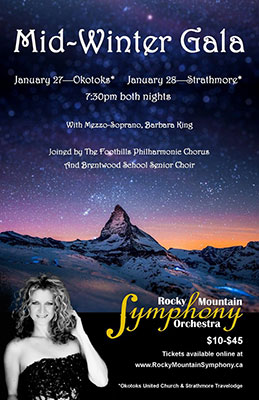 Mid-Winter Gala
January 27—Okotoks* January 28—Strathmore*
7:30pm both nights
With Mezzo-Soprano, Barbara King
Joined by The Foothills Philharmonic Chorus
And Brentwood School Senior Choir
Rocky Mountain
Symphony
Orchestra
$10-$45
Tickets available online at
www.RockyMountainSymphony.ca
*Okotoks United Church & Strathmore Travelodge